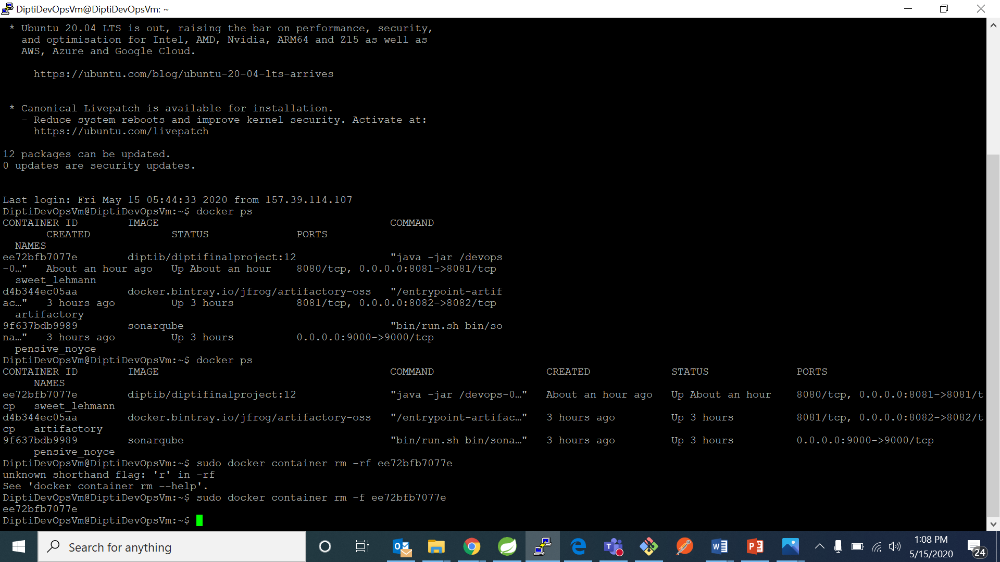 DiptiDevOpsVm@DiptiDevOpsVm: ~
* Ubuntu 20.04 LTS is out, raising the bar on performance, security,
and optimisation for Intel, AMD, Nvidia, ARM64 and Z15 as well as
AWS, Azure and Google Cloud.
https://ubuntu.com/blog/ubuntu-20-04-lts-arrives
* Canonical Livepatch is available for installation.
- Reduce system reboots and improve kernel security. Activate at:
https://ubuntu.com/livepatch
12 packages can be updated.
0 updates are security updates.
Last login: Fri May 15 05:44:33 2020 from 157.39.114.107
DiptiDevOpsVm@DiptiDevOpsVm:~$ docker ps
CONTAINER ID IMAGE COMMAND
CREATED STATUS PORTS
NAMES
ee72bfb7077e diptib/diptifinalproject:12 "java -jar /devops
-0…" About an hour ago Up About an hour 8080/tcp, 0.0.0.0:8081->8081/tcp
sweet_lehmann
d4b344ec05aa docker.bintray.io/jfrog/artifactory-oss "/entrypoint-artif
ac…" 3 hours ago Up 3 hours 8081/tcp, 0.0.0.0:8082->8082/tcp
artifactory
9f637bdb9989 sonarqube "bin/run.sh bin/so
na…" 3 hours ago Up 3 hours 0.0.0.0:9000->9000/tcp
pensive_noyce
DiptiDevOpsVm@DiptiDevOpsVm:~$ docker ps
CONTAINER ID IMAGE COMMAND CREATED STATUS PORTS
NAMES
ee72bfb7077e diptib/diptifinalproject:12 "java -jar /devops-0…" About an hour ago Up About an hour 8080/tcp, 0.0.0.0:8081->8081/t
cp sweet_lehmann
d4b344ec05aa docker.bintray.io/jfrog/artifactory-oss "/entrypoint-artifac…" 3 hours ago Up 3 hours 8081/tcp, 0.0.0.0:8082->8082/t
cp artifactory
9f637bdb9989 sonarqube "bin/run.sh bin/sona…" 3 hours ago Up 3 hours 0.0.0.0:9000->9000/tcp
pensive_noyce
DiptiDevOpsVm@DiptiDevOpsVm:~$ sudo docker container rm -rf ee72bfb7077e
unknown shorthand flag: 'r' in -rf
See 'docker container rm --help'.
DiptiDevOpsVm@DiptiDevOpsVm:~$ sudo docker container rm -f ee72bfb7077e
ee72bfb7077e
DiptiDevOpsVm@DiptiDevOpsVm:~$
Search for anything
1:08 PM
5/15/2020
24